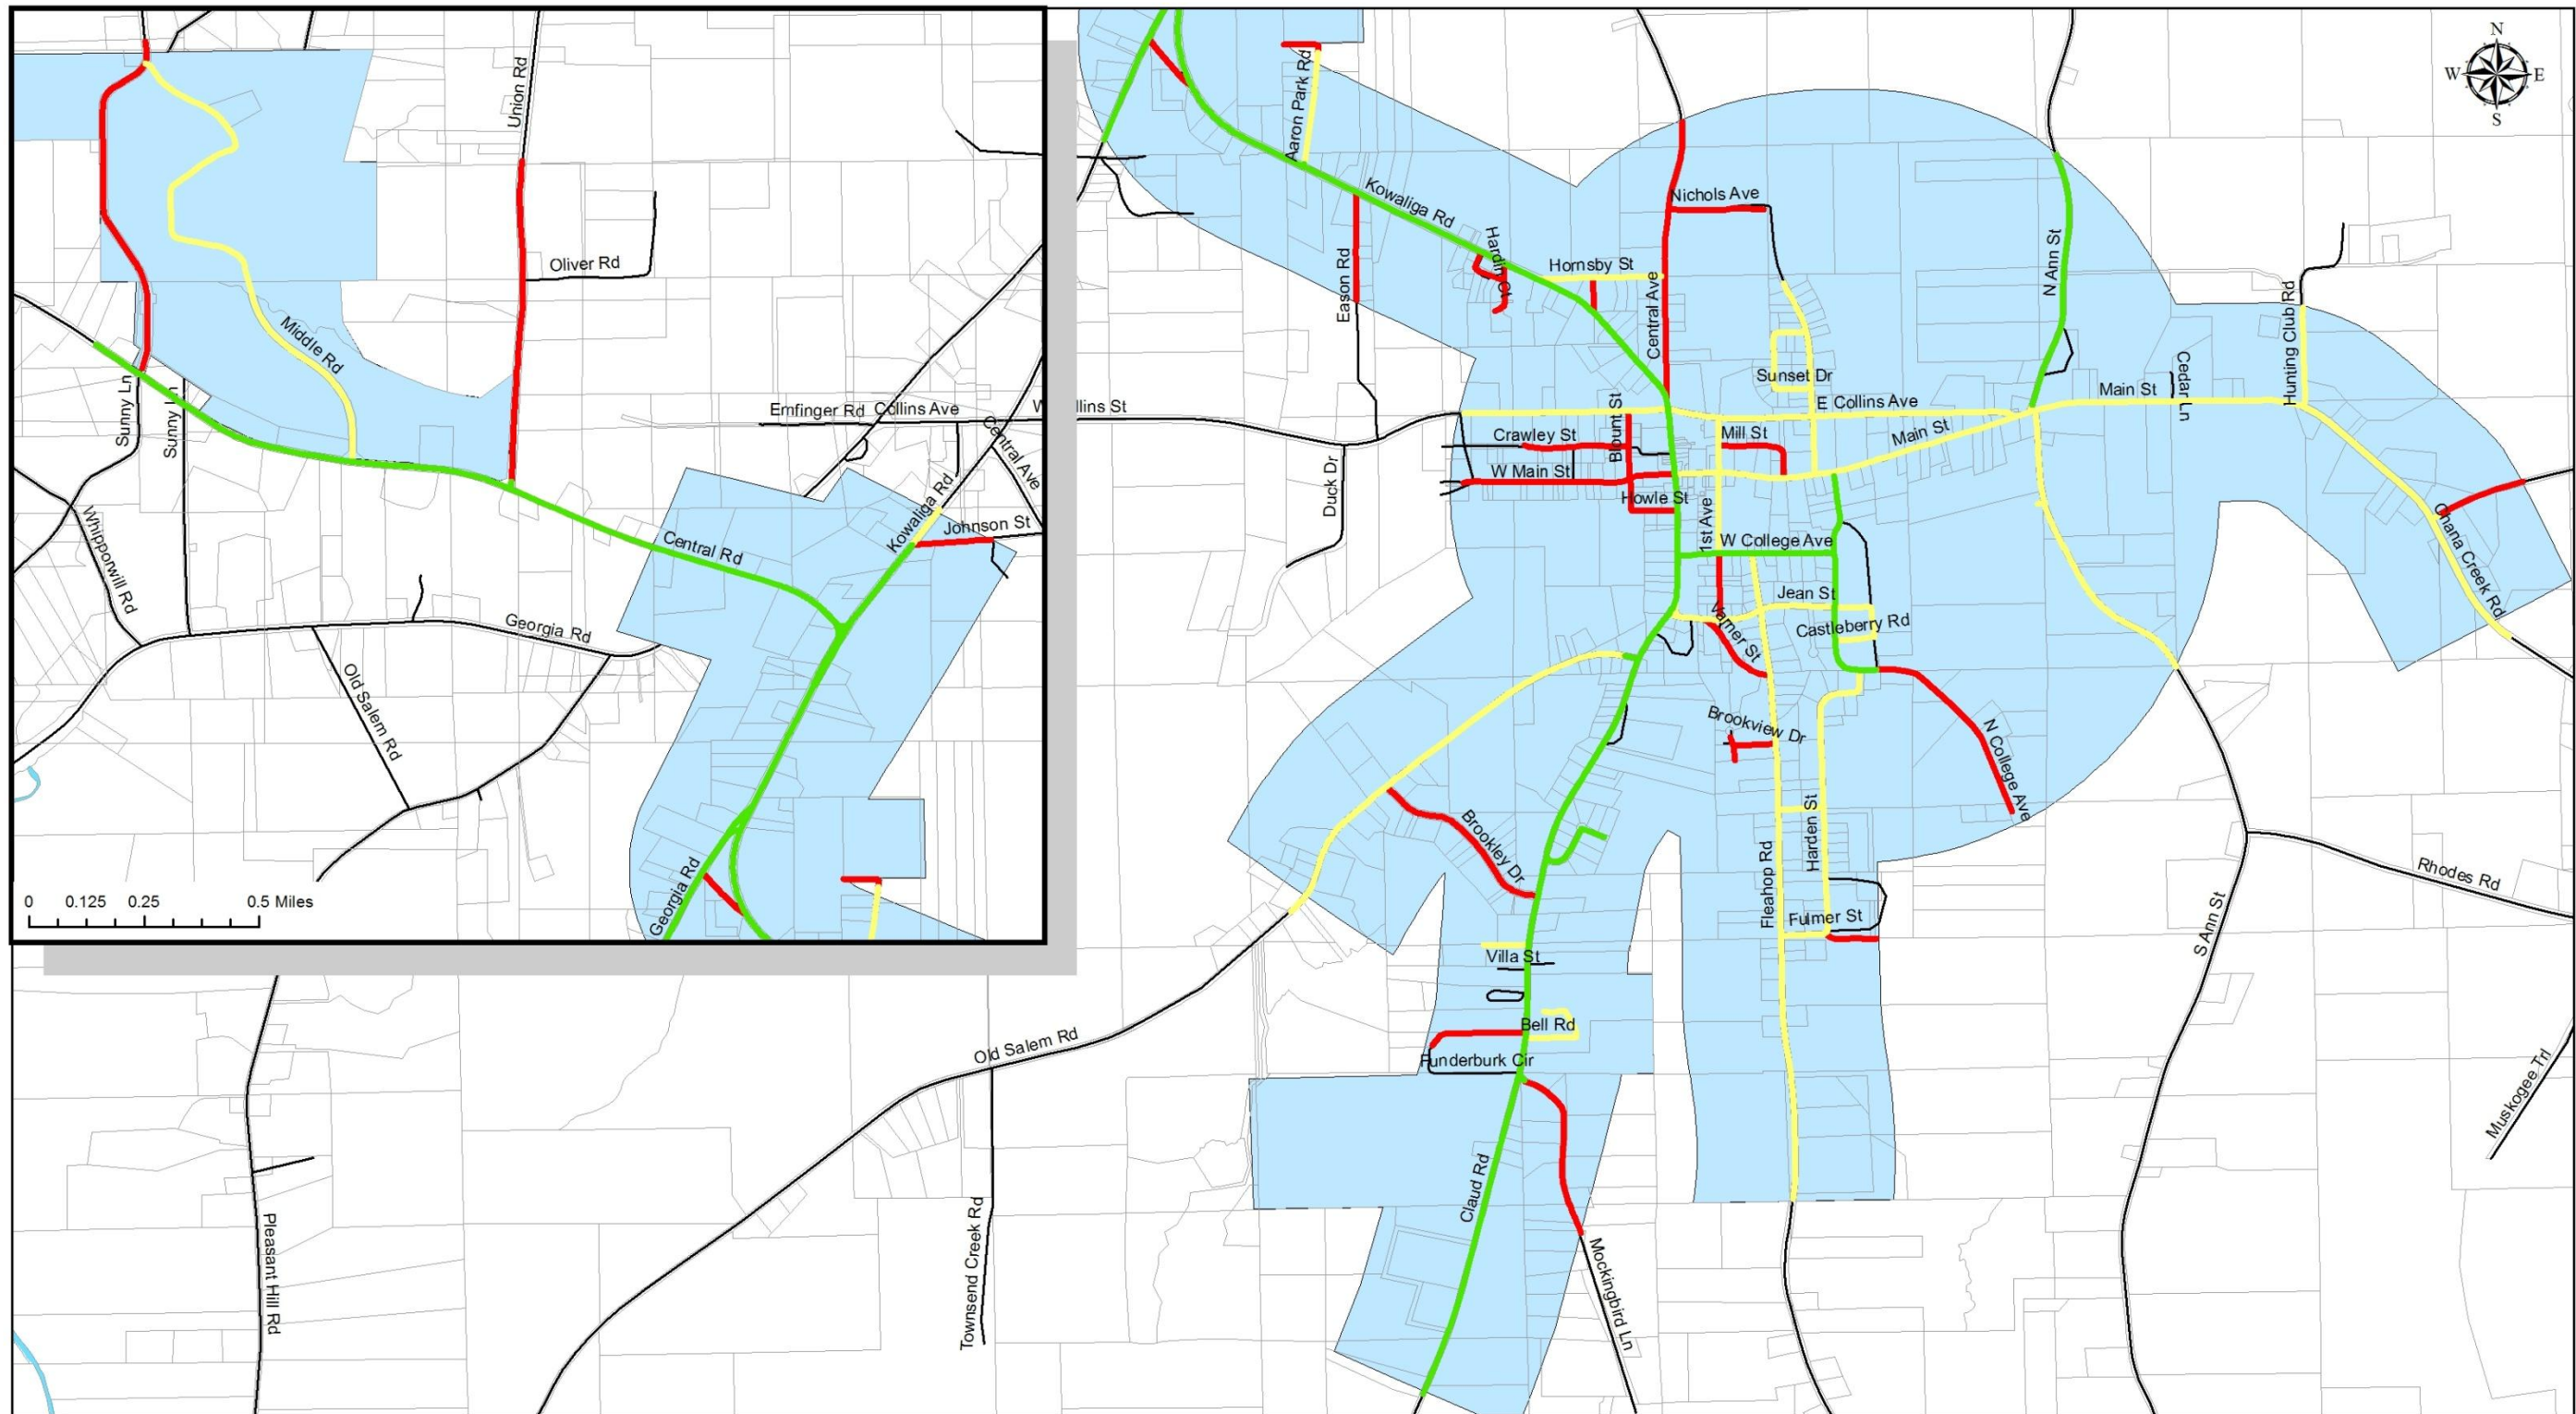 Union Rd
Oliver Rd
Middle Rd
Sunny Ln
Sunny Ln
Emfinger Rd
Collins Ave
Central Ave
Whipporwill Rd
Central Rd
Kowaliga Rd
Johnson St
Georgia Rd
Old Salem Rd
Georgia Rd
0 0.125 0.25 0.5 Miles
N
W E
S
Aaron Park Rd
Kowaliga Rd
Nichols Ave
Hardin Ct
Hornsby St
Eason Rd
Central Ave
N Ann St
Hunting Club Rd
Sunset Dr
Cedar Ln
Main St
E Collins Ave
Blount St
Crawley St
Mill St
Main St
W Main St
Duck Dr
Howle St
1st Ave
W College Ave
Chana Creek Rd
Jean St
Varner St
Castleberry Rd
Brookview Dr
N College Ave
Brookley Dr
Harden St
Fleahop Rd
Fulmer St
Rhodes Rd
S Ann St
Villa St
Bell Rd
Funderburk Cir
Old Salem Rd
Muskogee Trl
Claud Rd
Mockingbird Ln
Townsend Creek Rd
Pleasant Hill Rd